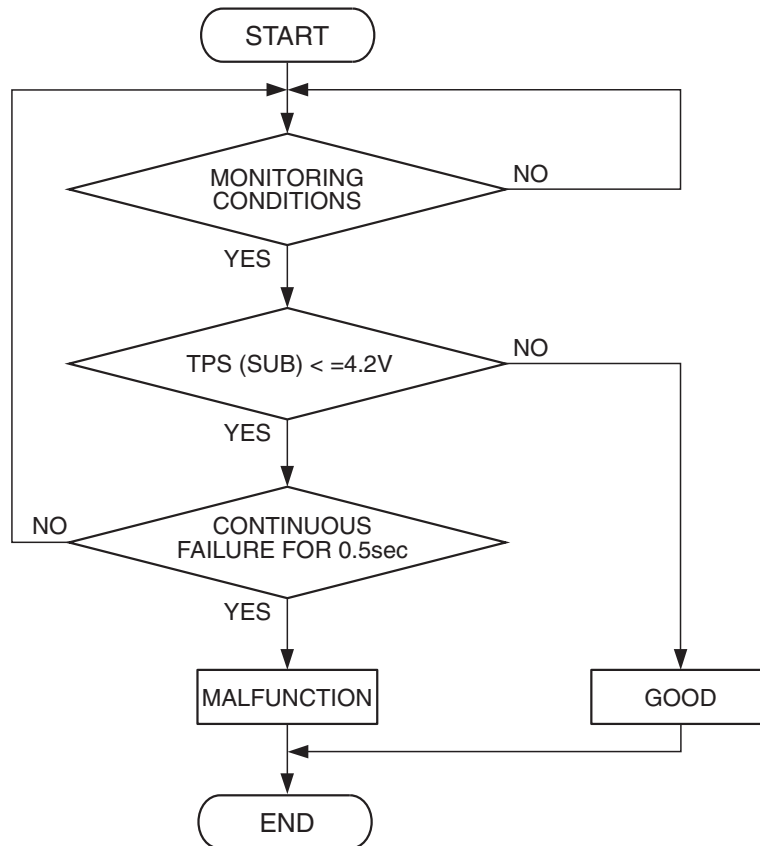 START
MONITORING
CONDITIONS
NO
YES
TPS (SUB) < =4.2V
NO
YES
CONTINUOUS
FAILURE FOR 0.5sec
NO
YES
MALFUNCTION
GOOD
END